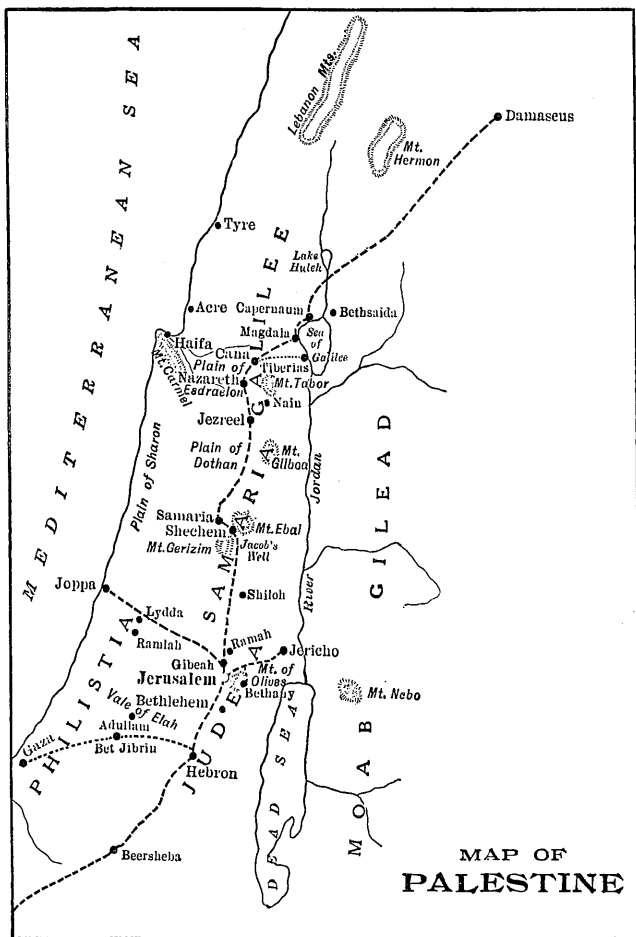 MEDITERRANEAN SEA
Lebanon Mts.
Damascus
Mt.
Hermon
Tyre
GALILEE
Lake
Huleh
Acre
Capernaum
Bethsaida
Magdala
Sea
of
Galilee
Haifa
Mt. Carmel
Cana
Tiberias
Plain of
Esdraelon
Nazareth
Mt. Tabor
Nain
Jezreel
Plain of
Dothan
Mt.
Gilboa
Plain of Sharon
River Jordan
GILEAD
Samaria
Shechem
Mt. Ebal
Mt. Gerizim
Jacob's
Well
SAMARIA
Joppa
Shiloh
Lydda
Ramlah
Ramah
Gibeah
Jericho
Jerusalem
Mt. of
Olives
Bethany
Mt. Nebo
PHILISTIA
Bethlehem
Vale
of Elah
Adullam
Bet Jibrin
Gaza
Hebron
JUDEA
DEAD SEA
MOAB
Beersheba
MAP OF
PALESTINE